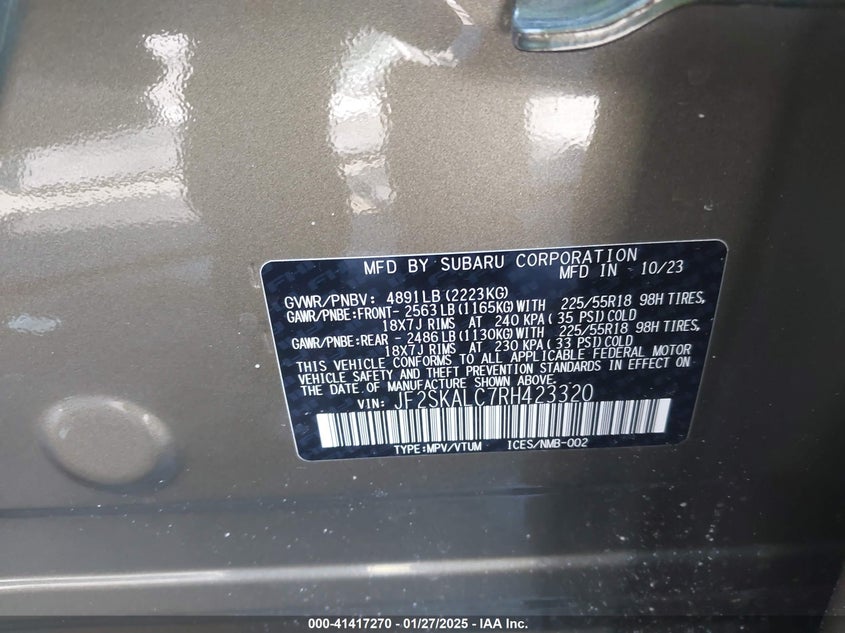 MFD BY SUBARU CORPORATION
MFD IN 10/23
GVWR/PNBV: 4891LB(2223KG)
GAWR/PNBE:FRONT- 2563LB(1165KG)WITH 225/55R18 98H TIRES,
18X7J RIMS AT 240 KPA( 35 PSI)COLD
GAWR/PNBE:REAR - 2486LB(1130KG)WITH 225/55R18 98H TIRES,
18X7J RIMS AT 230 KPA( 33 PSI)COLD
THIS VEHICLE CONFORMS TO ALL APPLICABLE FEDERAL MOTOR
VEHICLE SAFETY AND THEFT PREVENTION STANDARDS IN EFFECT ON
THE DATE OF MANUFACTURE SHOWN ABOVE.
VIN: JF2SKALC7RH423320
TYPE:MPV/VTUM ICES/NMB-002
000-41417270 - 01/27/2025 - IAA Inc.